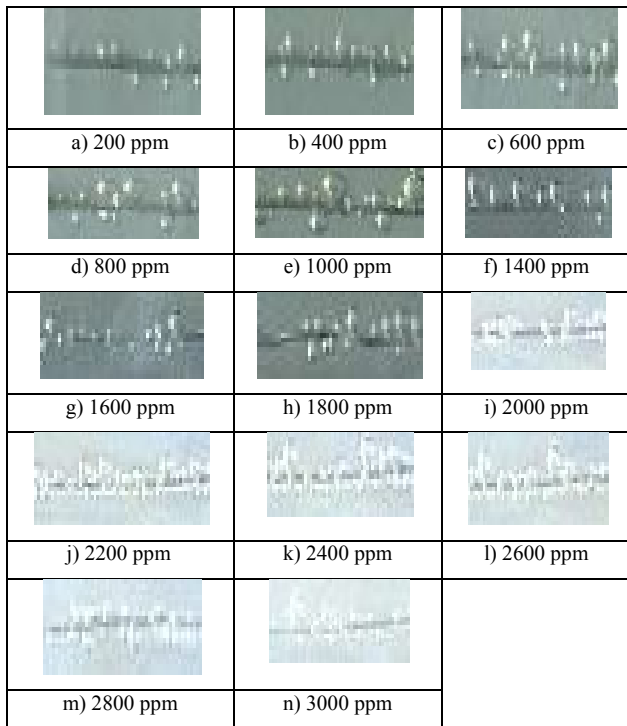 a) 200 ppm
b) 400 ppm
c) 600 ppm
d) 800 ppm
e) 1000 ppm
f) 1400 ppm
g) 1600 ppm
h) 1800 ppm
i) 2000 ppm
j) 2200 ppm
k) 2400 ppm
l) 2600 ppm
m) 2800 ppm
n) 3000 ppm